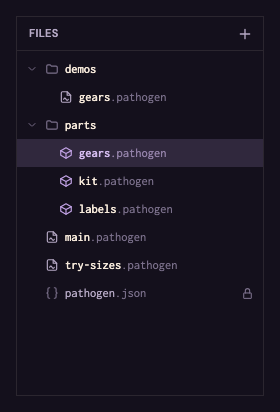 FILES
demos
gears.pathogen
parts
gears.pathogen
kit.pathogen
labels.pathogen
main.pathogen
try-sizes.pathogen
pathogen.json